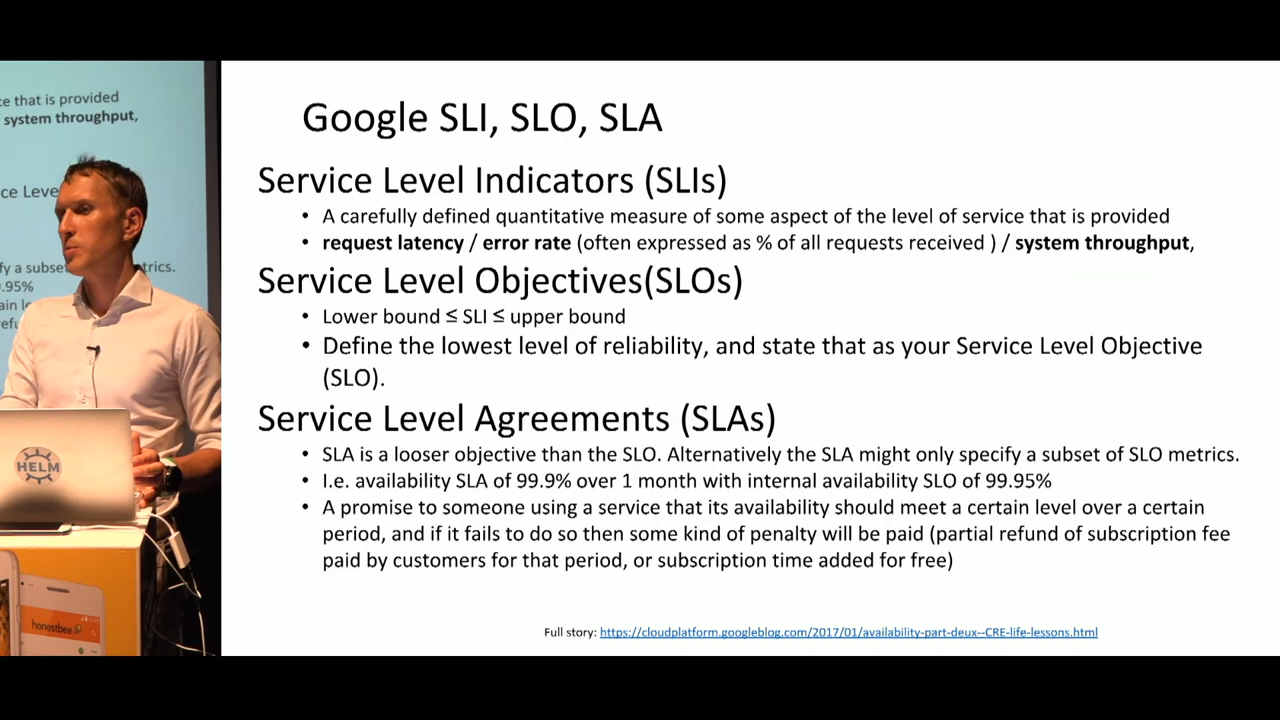 ce that is provided
system throughput,
ce Leve
fy a subset
trics.
.95%
ain l
refu
HELM
honestbee
Google SLI, SLO, SLA
Service Level Indicators (SLIs)
• A carefully defined quantitative measure of some aspect of the level of service that is provided
• request latency / error rate (often expressed as % of all requests received ) / system throughput,
Service Level Objectives(SLOs)
• Lower bound ≤ SLI ≤ upper bound
• Define the lowest level of reliability, and state that as your Service Level Objective
(SLO).
Service Level Agreements (SLAs)
• SLA is a looser objective than the SLO. Alternatively the SLA might only specify a subset of SLO metrics.
• I.e. availability SLA of 99.9% over 1 month with internal availability SLO of 99.95%
• A promise to someone using a service that its availability should meet a certain level over a certain
period, and if it fails to do so then some kind of penalty will be paid (partial refund of subscription fee
paid by customers for that period, or subscription time added for free)
Full story: https://cloudplatform.googleblog.com/2017/01/availability-part-deux--CRE-life-lessons.html